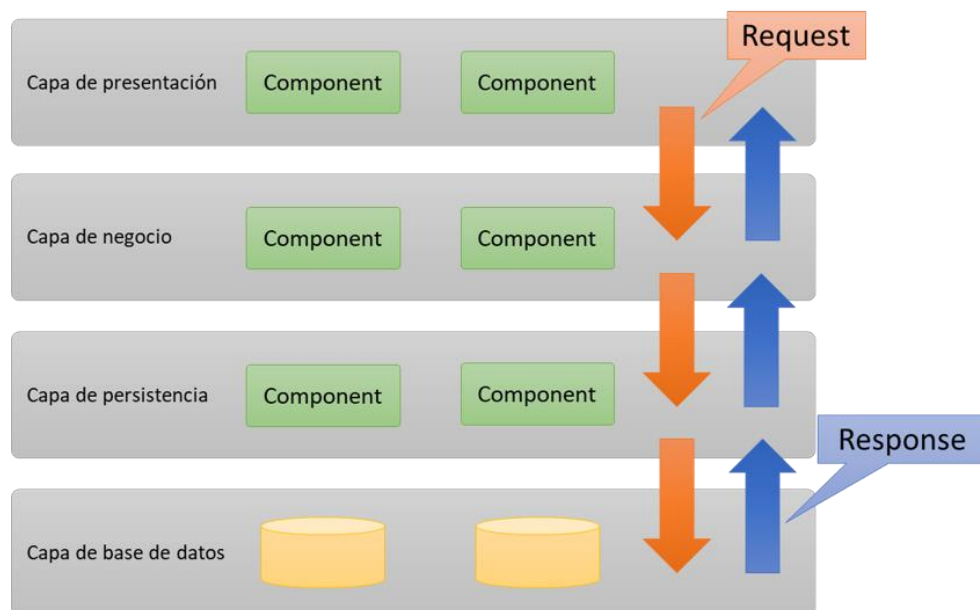 Request
Capa de presentación
Component
Component
Capa de negocio
Component
Component
Capa de persistencia
Component
Component
Response
Capa de base de datos